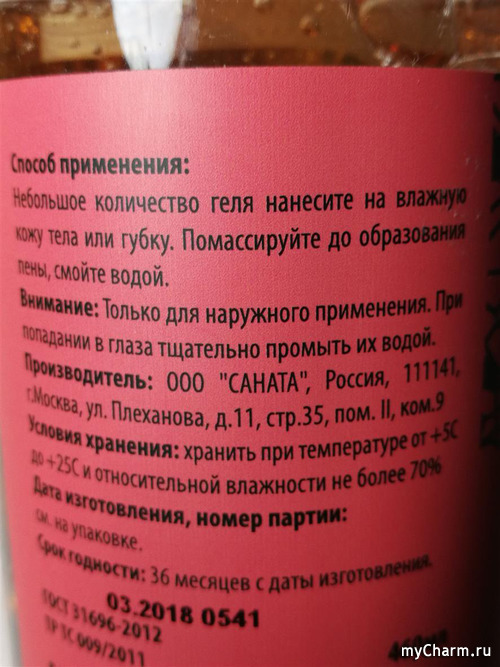 Способ применения:
Небольшое количество геля нанесите на влажную
кожу тела или губку. Помассируйте до образования
пены, смойте водой.
Внимание: Только для наружного применения. При
попадании в глаза тщательно промыть их водой.
Производитель: ООО "САНАТА", Россия, 111141,
г.Москва, ул. Плеханова, д.11, стр.35, пом. II, ком.9
Условия хранения: хранить при температуре от +5С
до +25С и относительной влажности не более 70%
Дата изготовления, номер партии:
см. на упаковке.
Срок годности: 36 месяцев с даты изготовления.
03.2018 0541
ГОСТ 31696-2012
ТР ТС 009/2011
myCharm.ru